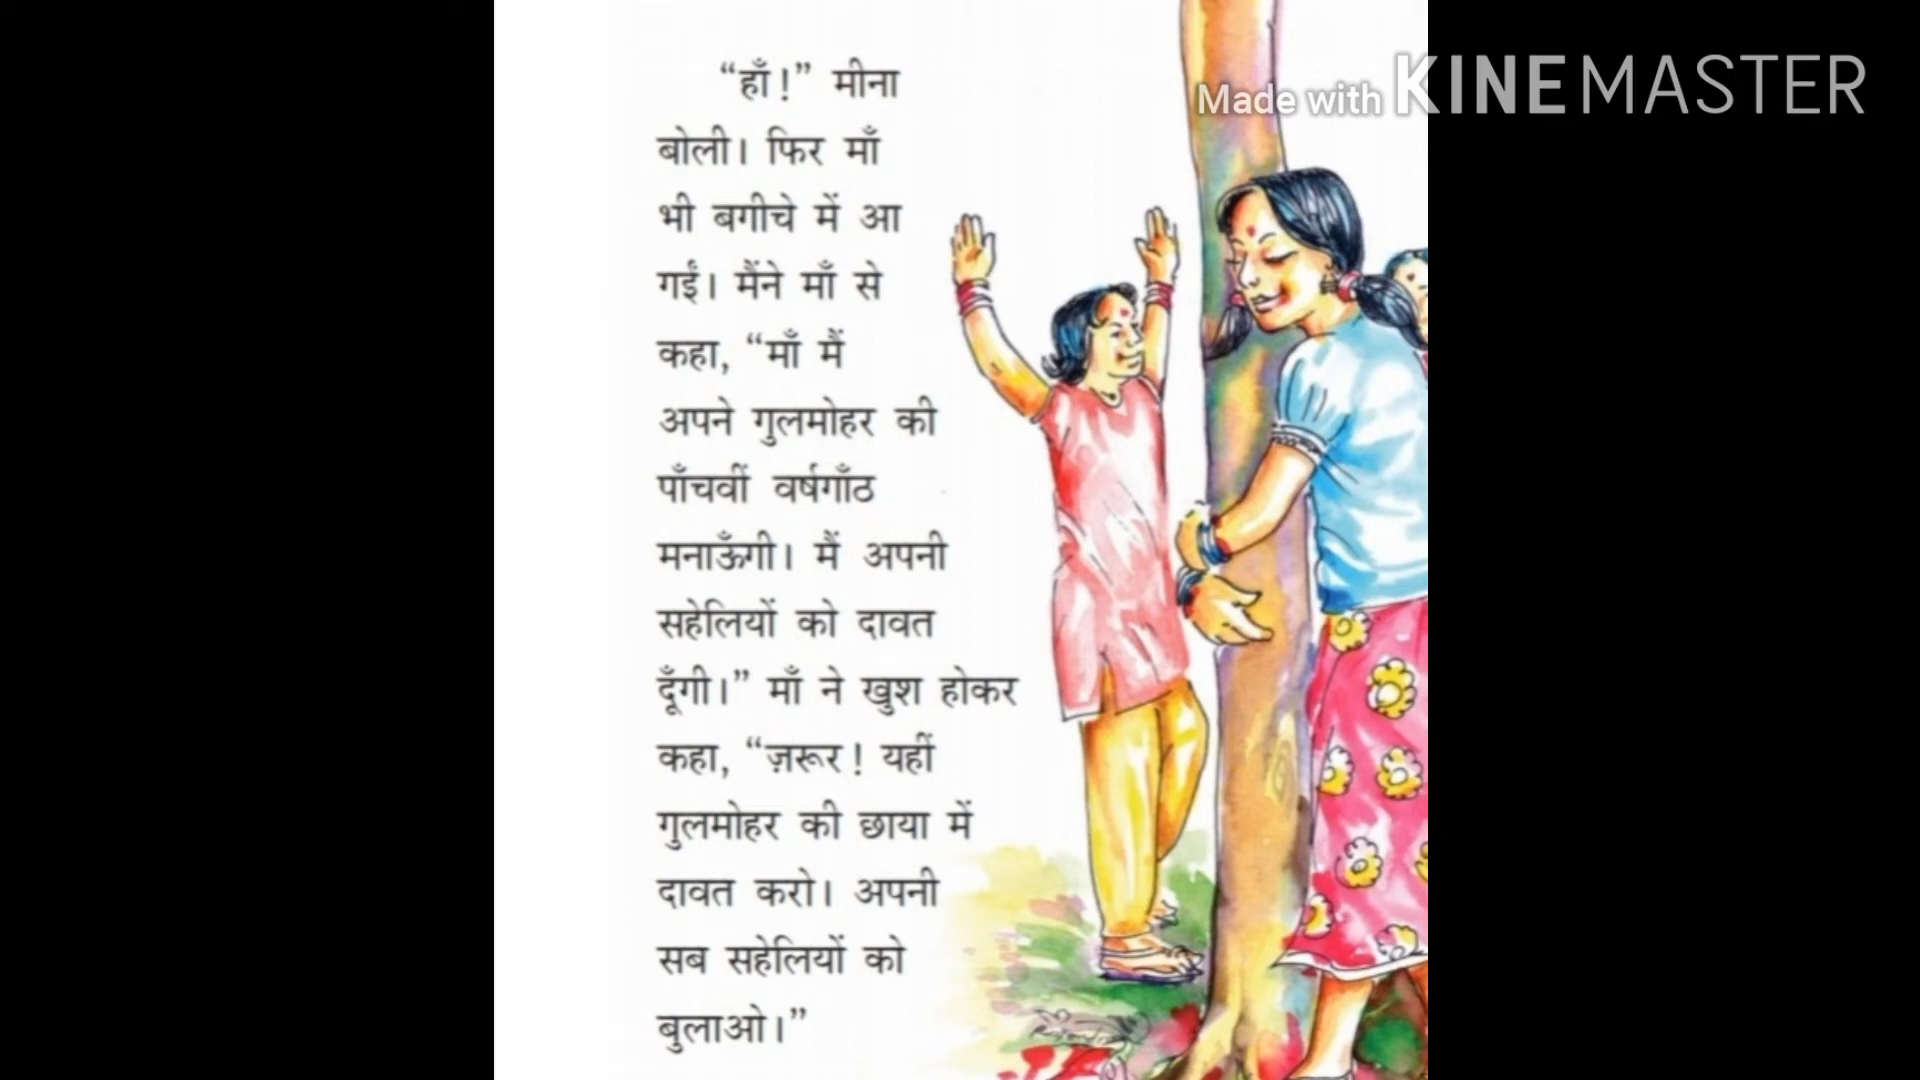 “हाँ!” मीना
बोली। फिर माँ
भी बगीचे में आ
गईं। मैंने माँ से
कहा, “माँ मैं
अपने गुलमोहर की
पाँचवीं वर्षगाँठ
मनाऊँगी। मैं अपनी
सहेलियों को दावत
दूँगी।” माँ ने खुश होकर
कहा, “ज़रूर! यहीं
गुलमोहर की छाया में
दावत करो। अपनी
सब सहेलियों को
बुलाओ।”
Made with KINEMASTER